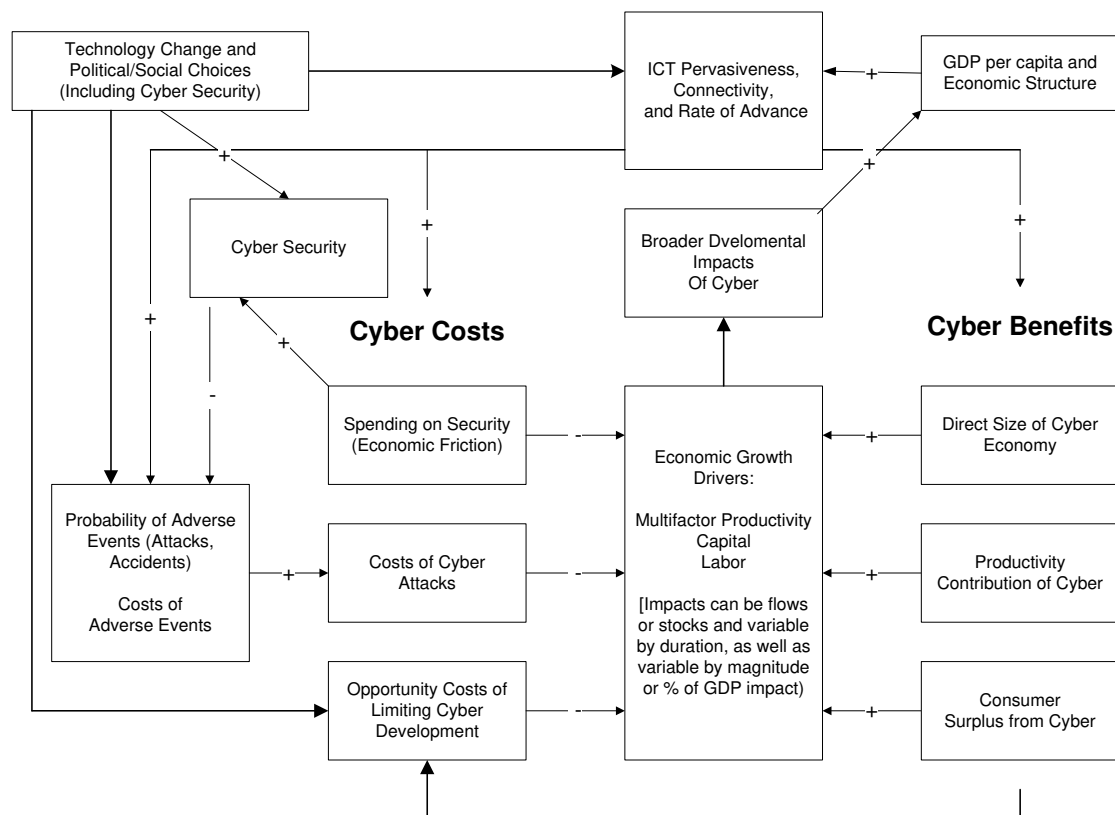 Technology Change and
Political/Social Choices
(Including Cyber Security)
ICT Pervasiveness,
Connectivity,
and Rate of Advance
+
GDP per capita and
Economic Structure
+
+
+
+
+
Cyber Security
Broader Dvelomental
Impacts
Of Cyber
+
-
+
Cyber Costs
Cyber Benefits
Spending on Security
(Economic Friction)
-
Economic Growth
Drivers:
Multifactor Productivity
Capital
Labor
[Impacts can be flows
or stocks and variable
by duration, as well as
variable by magnitude
or % of GDP impact)
+
Direct Size of Cyber
Economy
Probability of Adverse
Events (Attacks,
Accidents)
Costs of
Adverse Events
+
Costs of Cyber
Attacks
-
+
Productivity
Contribution of Cyber
Opportunity Costs of
Limiting Cyber
Development
-
+
Consumer
Surplus from Cyber